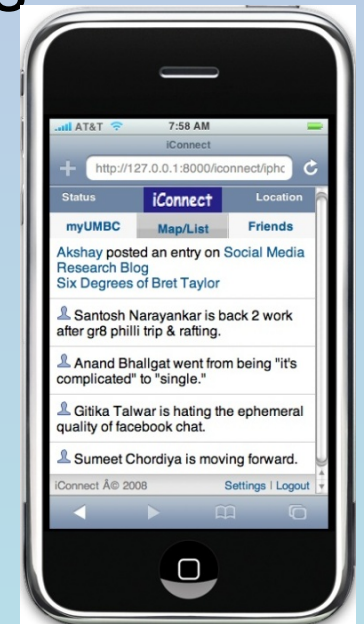 AT&T 7:58 AM
iConnect
http://127.0.0.1:8000/iconnect/iphc
Status iConnect Location
myUMBC Map/List Friends
Akshay posted an entry on Social Media
Research Blog
Six Degrees of Bret Taylor
Santosh Narayankar is back 2 work
after gr8 philli trip & rafting.
Anand Bhallgat went from being "it's
complicated" to "single."
Gitika Talwar is hating the ephemeral
quality of facebook chat.
Sumeet Chordiya is moving forward.
iConnect Â© 2008 Settings | Logout